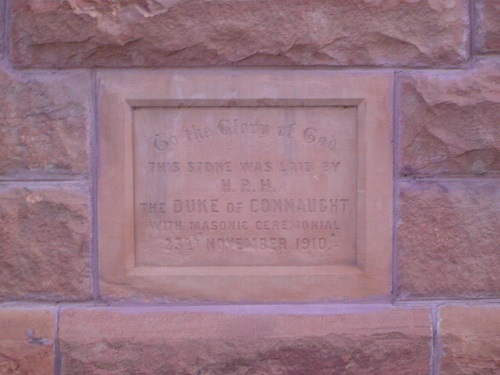 To the Glory of God
THIS STONE WAS LAID BY
H.R.H.
THE DUKE OF CONNAUGHT
WITH MASONIC CEREMONIAL
23RD NOVEMBER 1910.